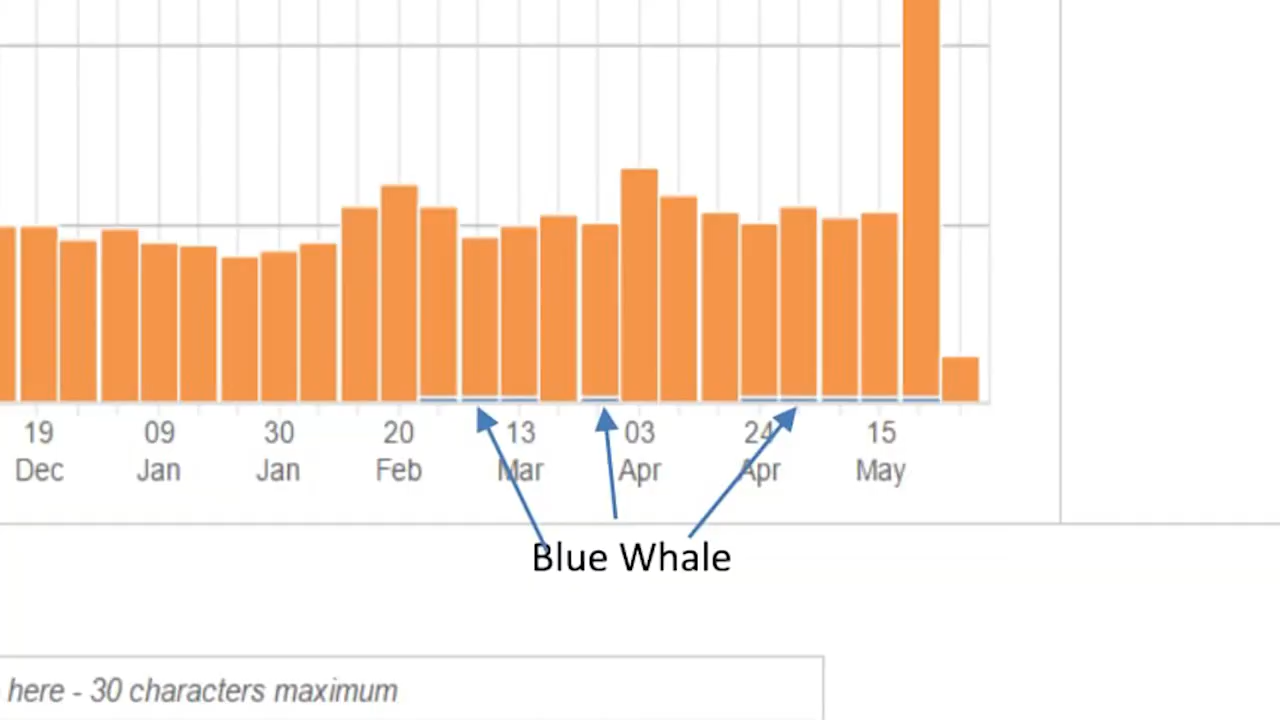 19 09 30 20 13 03 24 15
Dec Jan Jan Feb Mar Apr Apr May
Blue Whale
here - 30 characters maximum